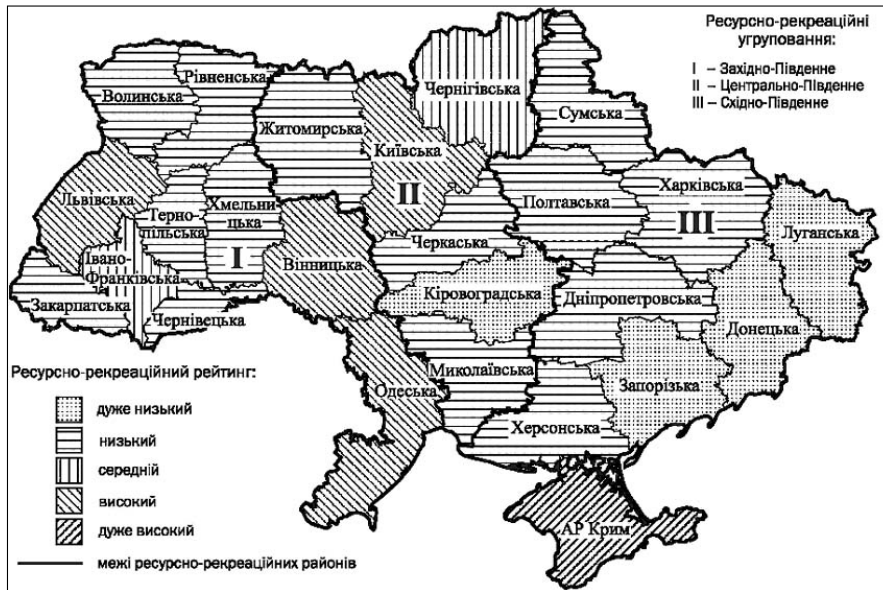 Ресурсно-рекреаційні
угруповання:
I – Західно-Південне
II – Центрально-Південне
III – Східно-Південне
Волинська
Рівненська
Житомирська
Київська
Чернігівська
Сумська
Львівська
Терно-
пільська
Хмельни-
цька
I
II
III
Вінницька
Черкаська
Полтавська
Харківська
Луганська
Івано-
Франківська
Закарпатська
Чернівецька
Кіровоградська
Дніпропетровська
Донецька
Одеська
Миколаївська
Запорізька
Херсонська
АР Крим
Ресурсно-рекреаційний рейтинг:
дуже низький
низький
середній
високий
дуже високий
межі ресурсно-рекреаційних районів